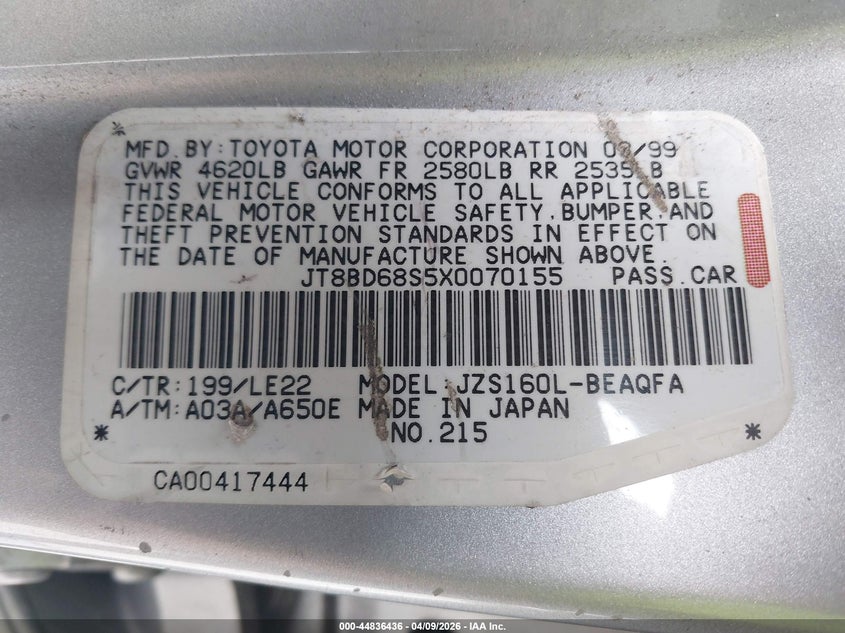 MFD.BY:TOYOTA MOTOR CORPORATION /99
GVWR 4620LB GAWR FR 2580LB RR 2535LB
THIS VEHICLE CONFORMS TO ALL APPLICABLE
FEDERAL MOTOR VEHICLE SAFETY,BUMPER,AND
THEFT PREVENTION STANDARDS IN EFFECT ON
THE DATE OF MANUFACTURE SHOWN ABOVE.
JT8BD68S5X0070155 PASS.CAR
C/TR:199/LE22 MODEL:JZS160L-BEAQFA
A/TM:A03A/A650E MADE IN JAPAN
* NO.215 *
CA00417444
000-44836436 - 04/09/2026 - IAA Inc.